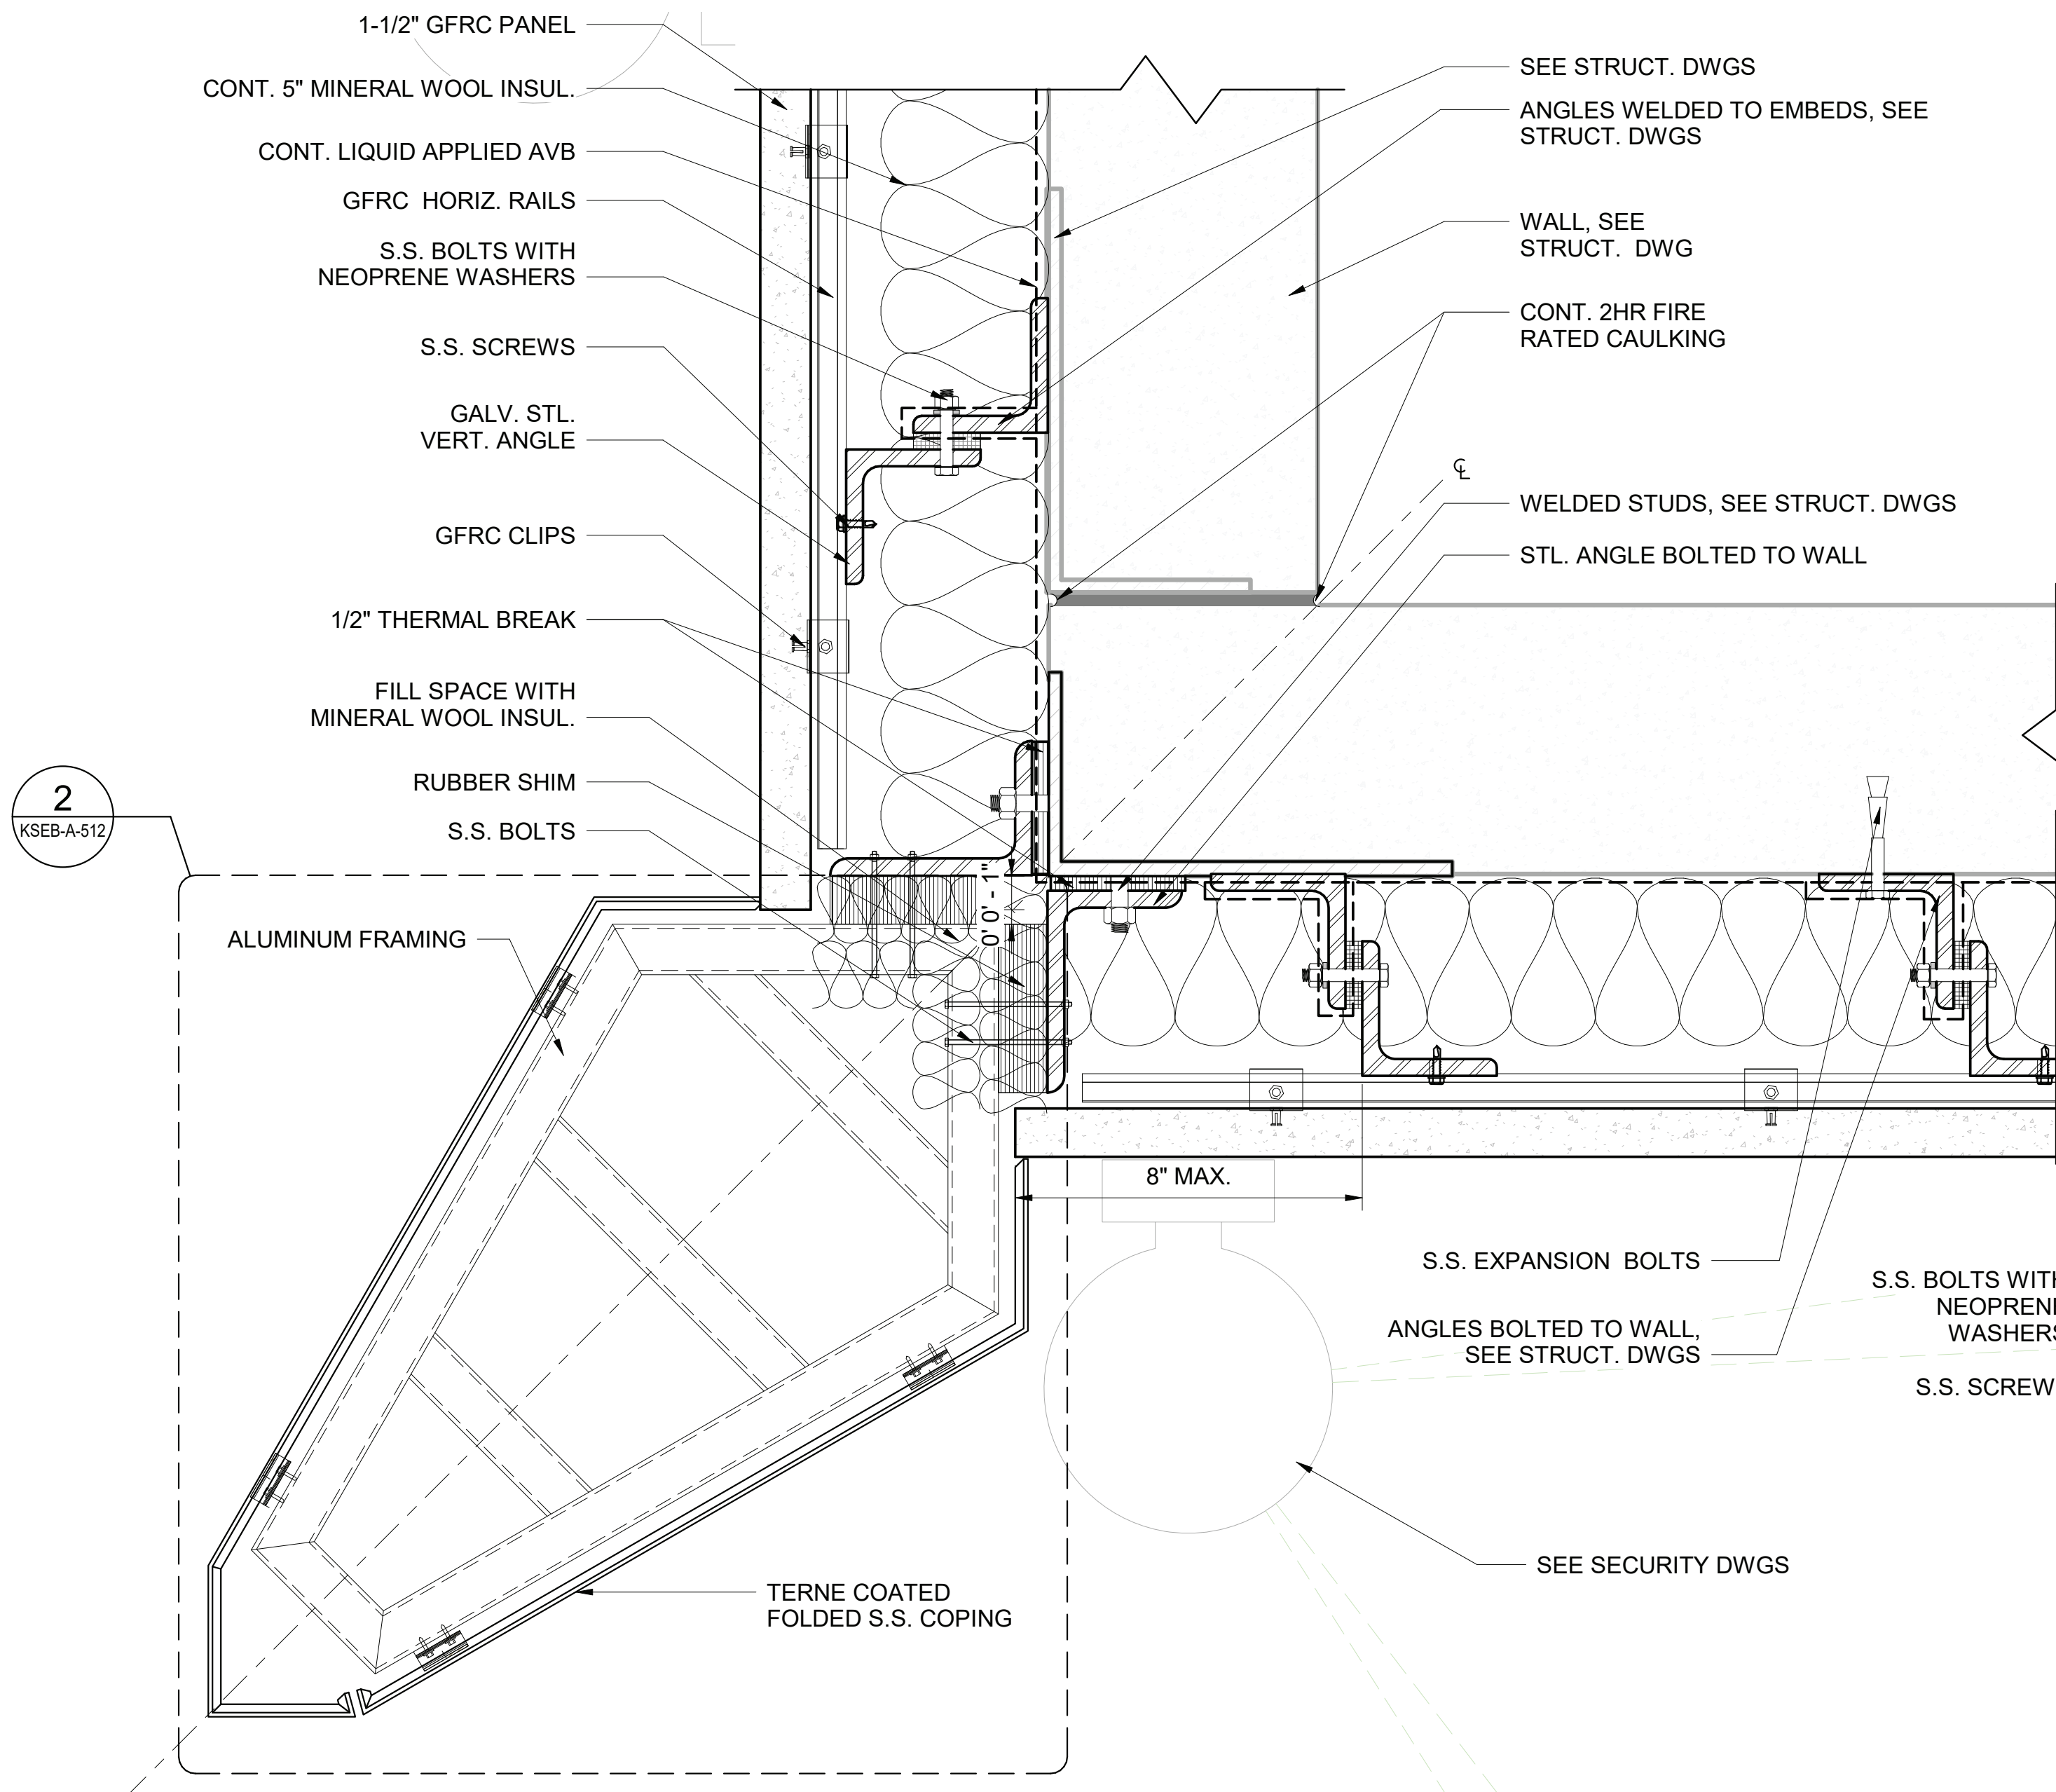 1-1/2" GFRC PANEL
CONT. 5" MINERAL WOOL INSUL.
CONT. LIQUID APPLIED AVB
GFRC HORIZ. RAILS
S.S. BOLTS WITH
NEOPRENE WASHERS
S.S. SCREWS
GALV. STL.
VERT. ANGLE
GFRC CLIPS
1/2" THERMAL BREAK
FILL SPACE WITH
MINERAL WOOL INSUL.
RUBBER SHIM
S.S. BOLTS
2
KSEB-A-512
ALUMINUM FRAMING
SEE STRUCT. DWGS
ANGLES WELDED TO EMBEDS, SEE
STRUCT. DWGS
WALL, SEE
STRUCT. DWG
CONT. 2HR FIRE
RATED CAULKING
℄
WELDED STUDS, SEE STRUCT. DWGS
STL. ANGLE BOLTED TO WALL
0' 0' - 1"
8" MAX.
S.S. EXPANSION BOLTS
ANGLES BOLTED TO WALL,
SEE STRUCT. DWGS
S.S. BOLTS WITH
NEOPRENE
WASHERS
S.S. SCREW
SEE SECURITY DWGS
TERNE COATED
FOLDED S.S. COPING